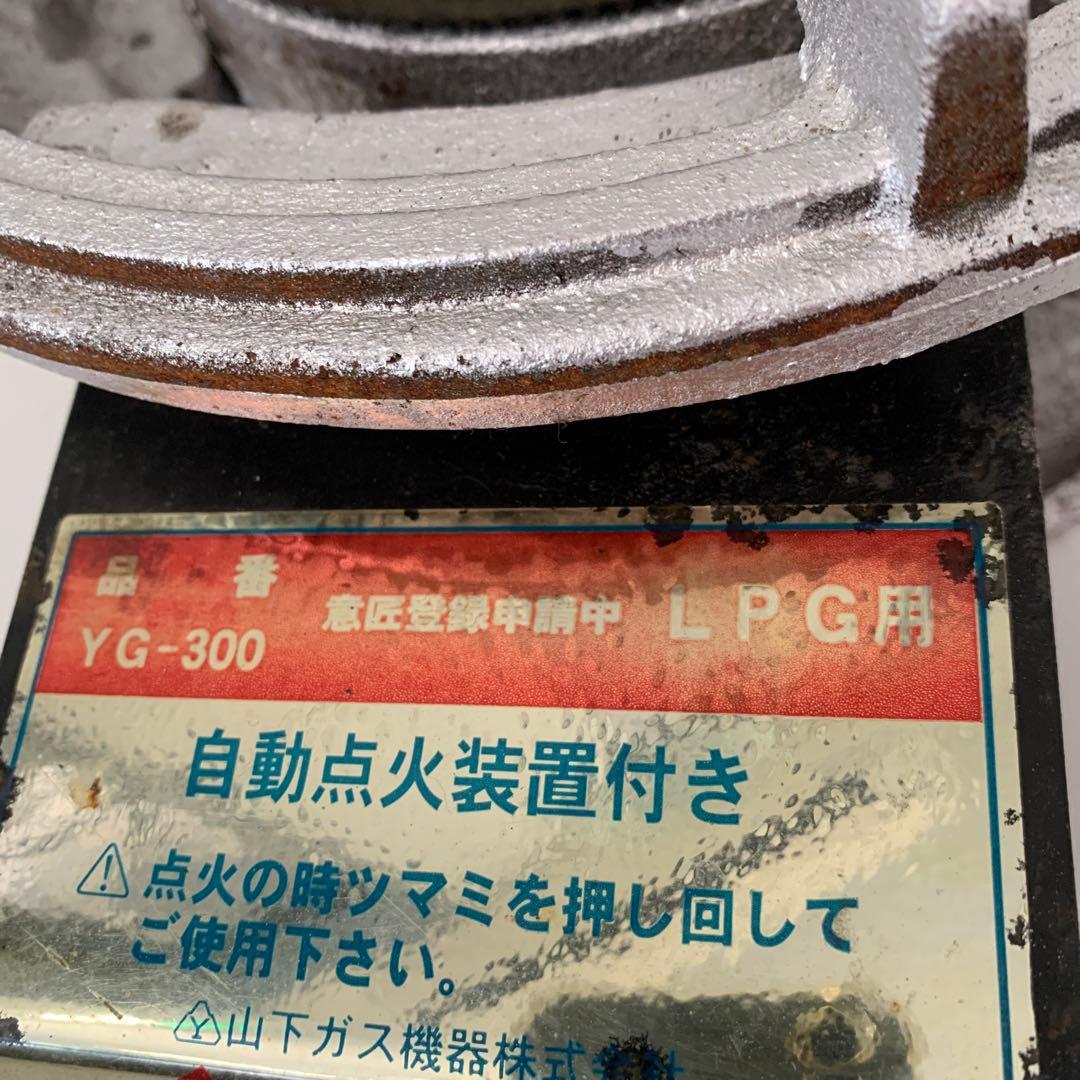 品番
YG-300
意匠登録申請中 LPG用
自動点火装置付き
点火の時ツマミを押し回して
ご使用下さい。
山下ガス機器株式会社